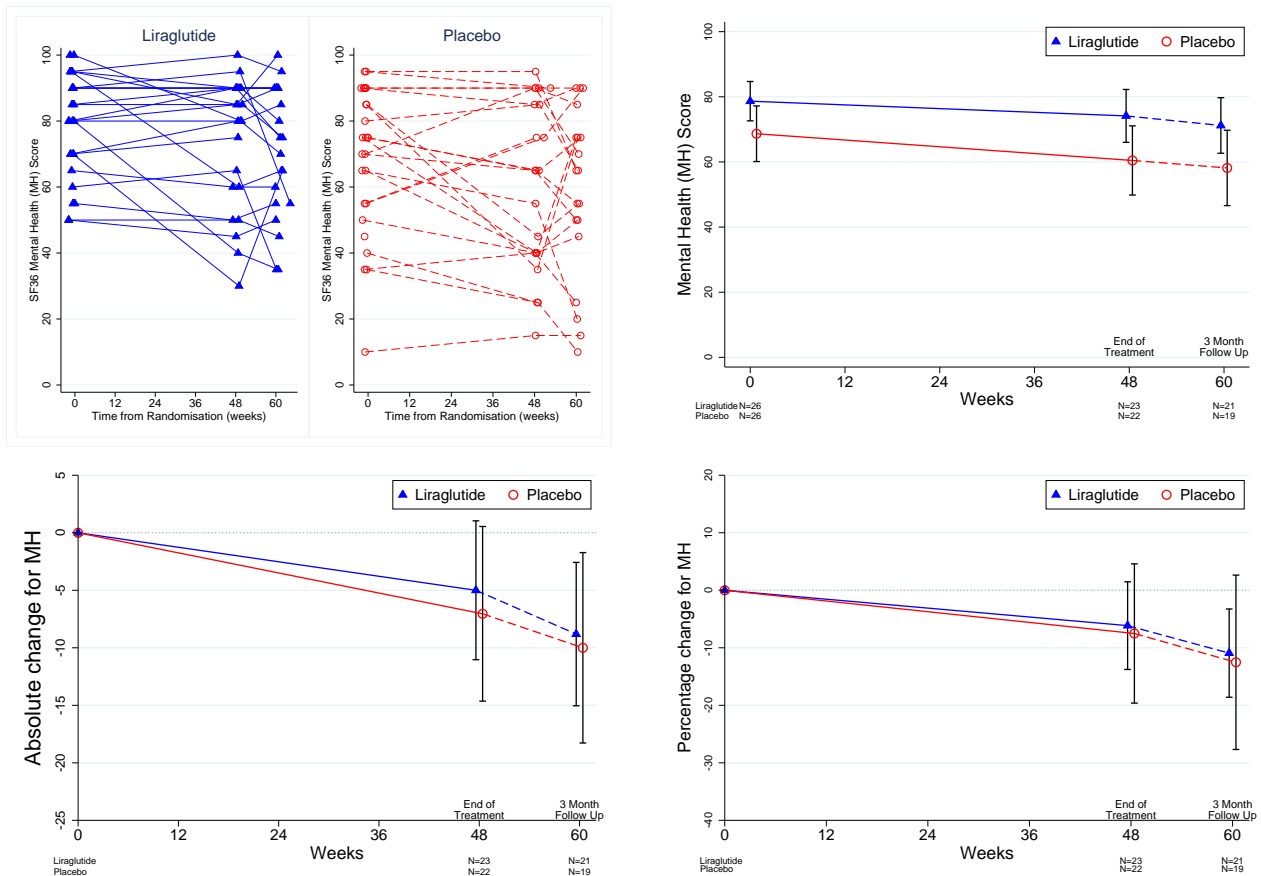 Liraglutide
Placebo
SF36 Mental Health (MH) Score
0 20 40 60 80 100
0 12 24 36 48 60
Time from Randomisation (weeks)
SF36 Mental Health (MH) Score
0 20 40 60 80 100
0 12 24 36 48 60
Time from Randomisation (weeks)
Liraglutide Placebo
Mental Health (MH) Score
0 20 40 60 80 100
End of
Treatment
3 Month
Follow Up
0 12 24 36 48 60
Weeks
Liraglutide N=26 N=23 N=21
Placebo N=26 N=22 N=19
Liraglutide Placebo
Absolute change for MH
-25 -20 -15 -10 -5 0 5
End of
Treatment
3 Month
Follow Up
0 12 24 36 48 60
Weeks
Liraglutide N=23 N=21
Placebo N=22 N=19
Liraglutide Placebo
Percentage change for MH
-40 -30 -20 -10 0 10 20
End of
Treatment
3 Month
Follow Up
0 12 24 36 48 60
Weeks
Liraglutide N=23 N=21
Placebo N=22 N=19